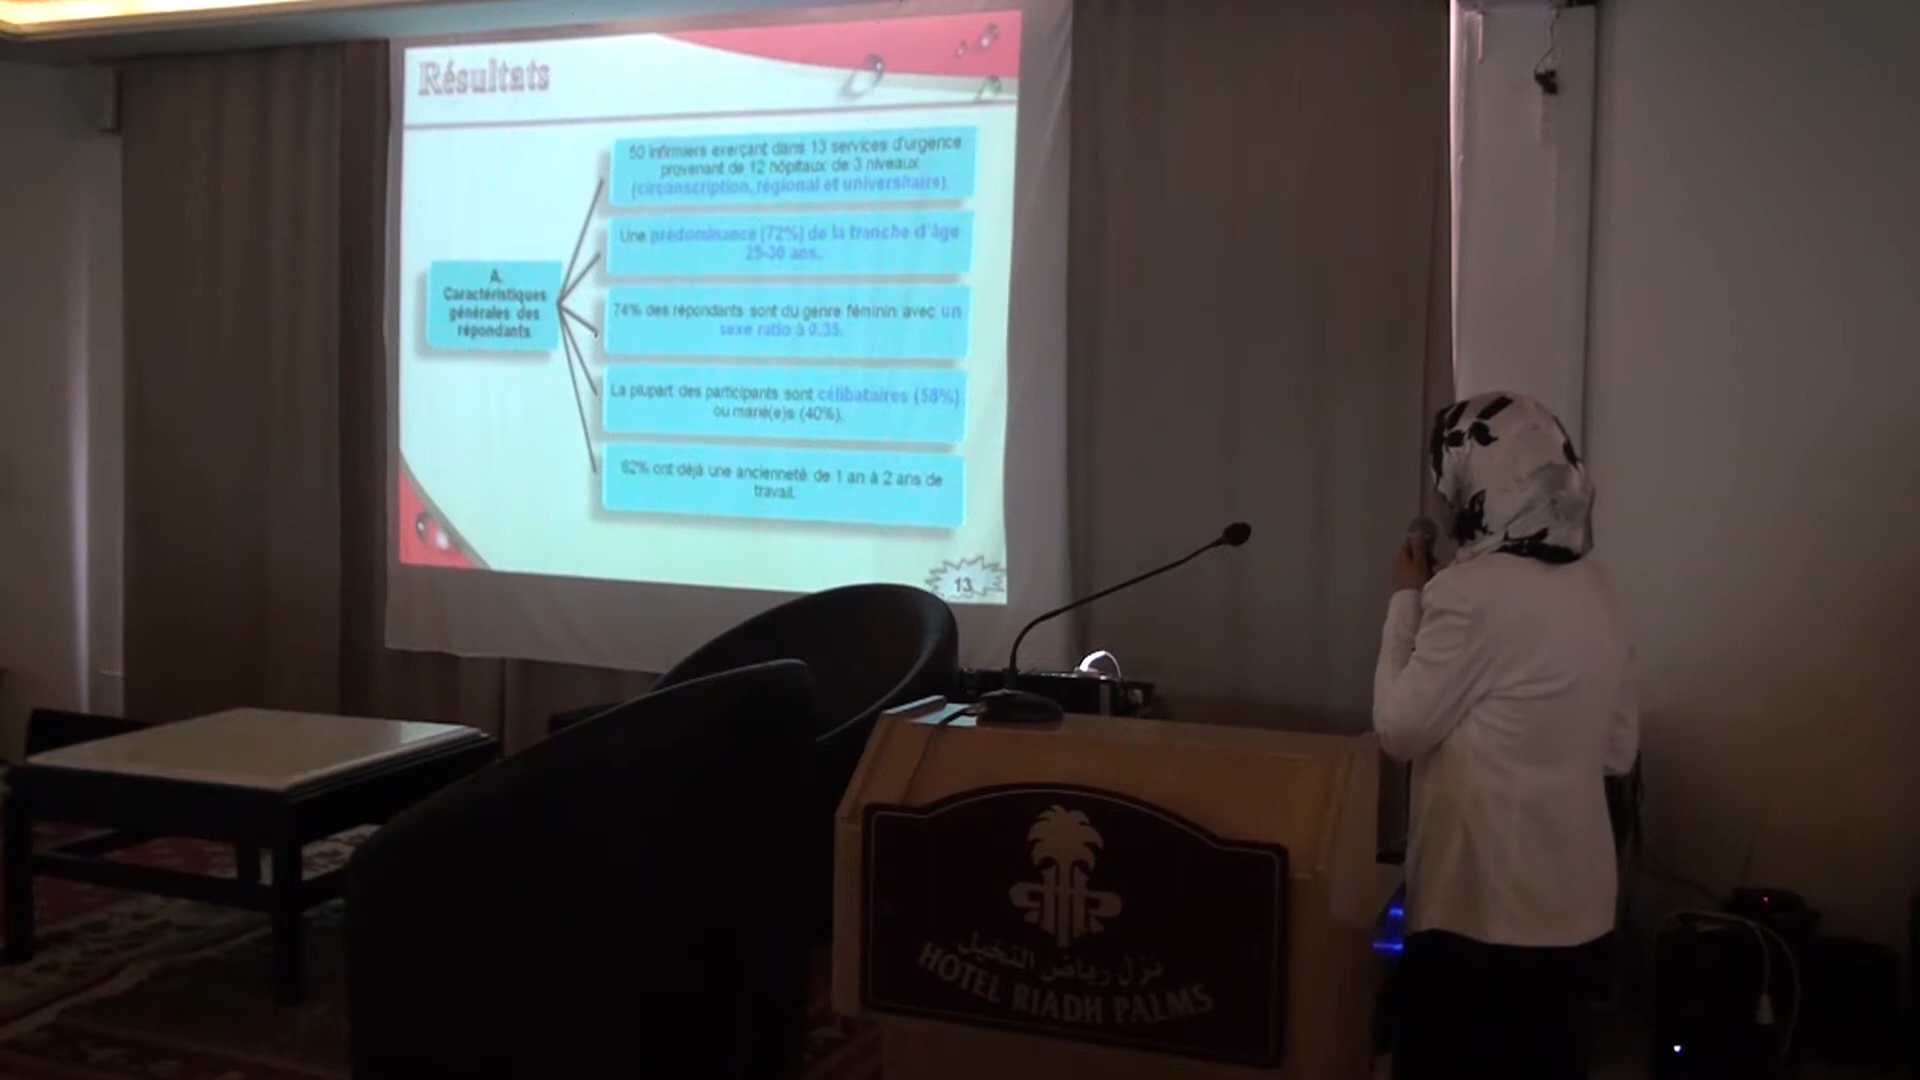 Résultats
50 infirmiers exerçant dans 13 services d'urgence
provenant de 12 hôpitaux de 3 niveaux
(circonscription, régional et universitaire).
Une prédominance (72%) de la tranche d'âge
25-30 ans.
A.
Caractéristiques
générales des
répondants
74% des répondants sont du genre féminin avec un
sexe ratio à 0.35.
La plupart des participants sont célibataires (58%)
ou marié(e)s (40%).
62% ont déjà une ancienneté de 1 an à 2 ans de
travail.
13
نزل رياض النخيل
HOTEL RIADH PALMS